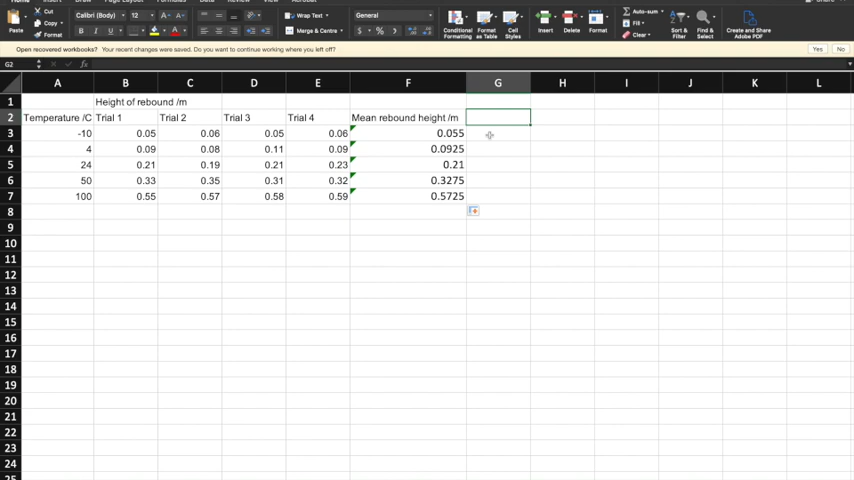 Cut
Calibri (Body) 12 A A
Wrap Text
General
Auto-sum
Copy
Fill
Paste
Format
B I U A
Merge & Centre
$ %
Conditional Formatting
Format as Table
Cell Styles
Insert
Delete
Format
Clear
Sort & Filter
Find & Select
Create and Share Adobe PDF
Open recovered workbooks? Your recent changes were saved. Do you want to continue working where you left off? Yes No
G2 fx
A B C D E F G H I J K L
1 Height of rebound /m
2 Temperature /C Trial 1 Trial 2 Trial 3 Trial 4 Mean rebound height /m
3 -10 0.05 0.06 0.05 0.06 0.055
4 4 0.09 0.08 0.11 0.09 0.0925
5 24 0.21 0.19 0.21 0.23 0.21
6 50 0.33 0.35 0.31 0.32 0.3275
7 100 0.55 0.57 0.58 0.59 0.5725
8
9
10
11
12
13
14
15
16
17
18
19
20
21
22
23
24